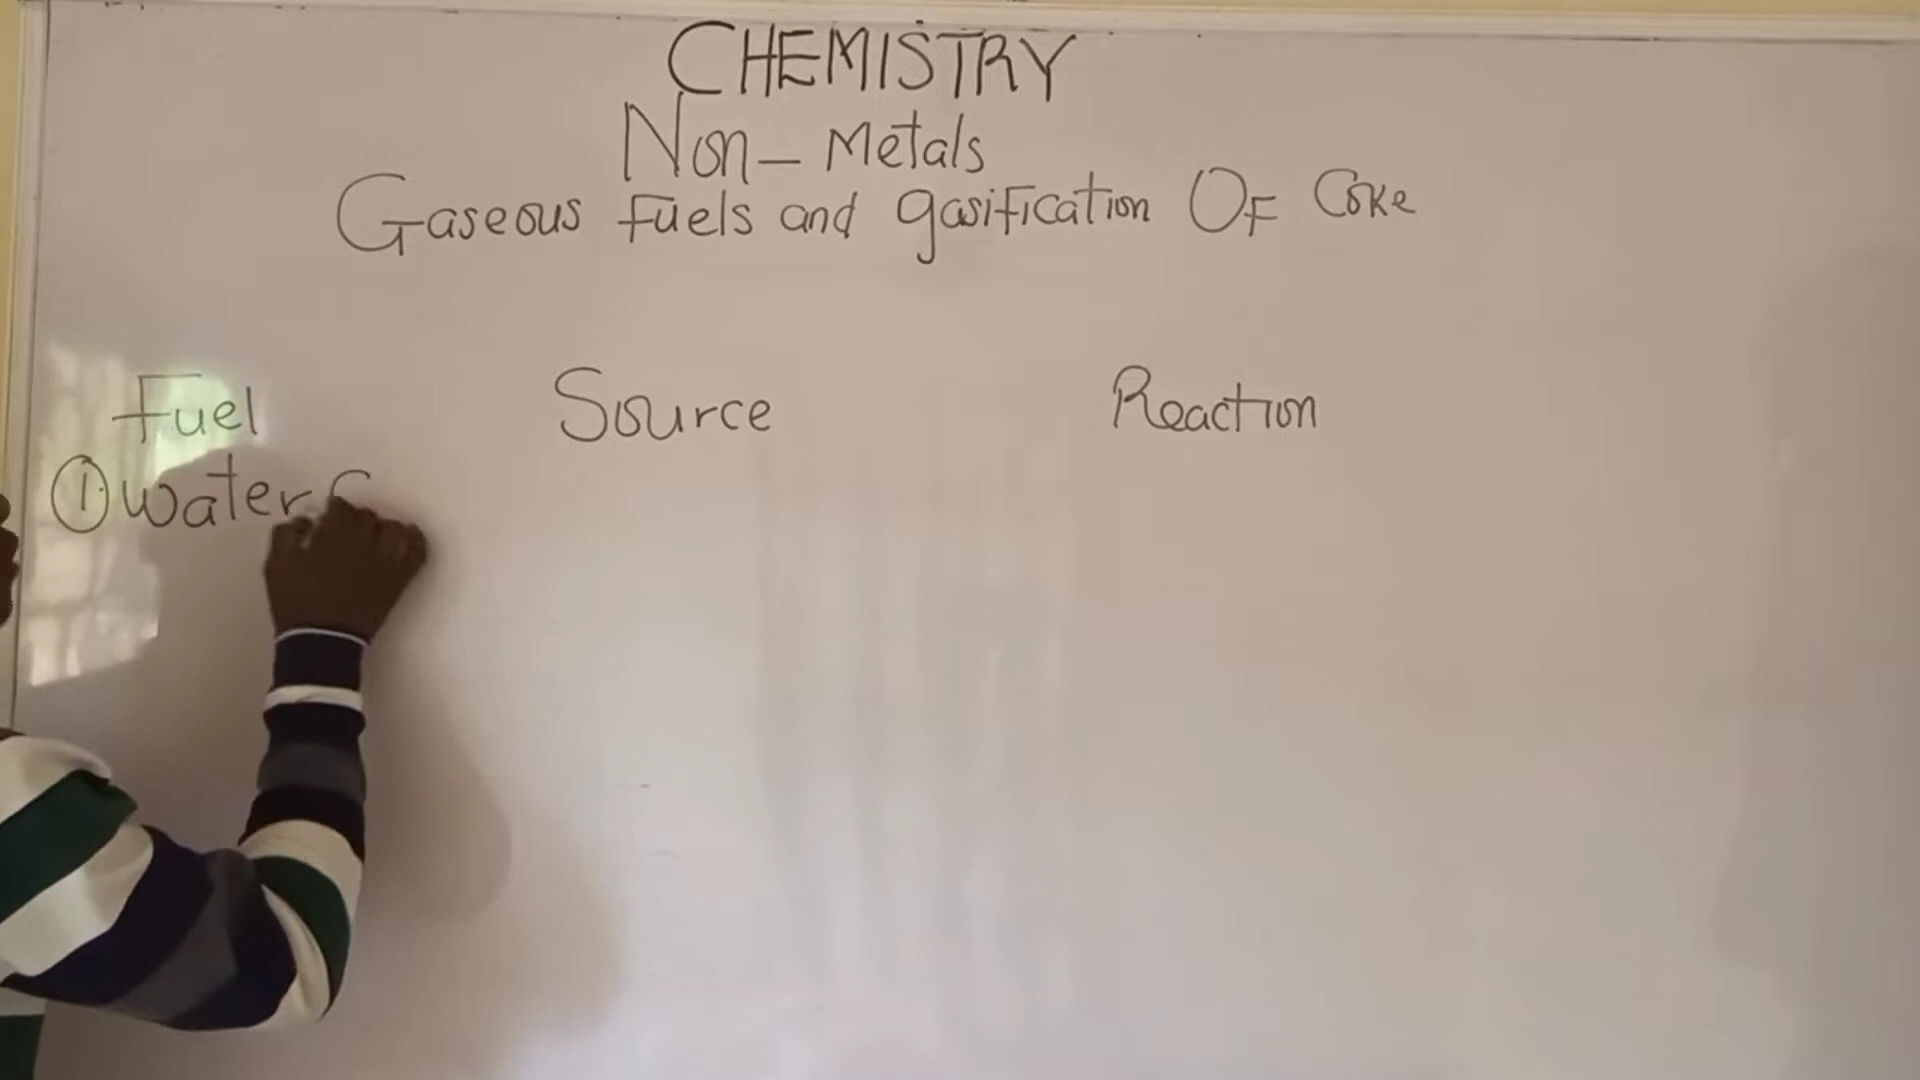 CHEMISTRY
Non-Metals
Gaseous Fuels and gasification OF Coke
Fuel Source Reaction
① Water G